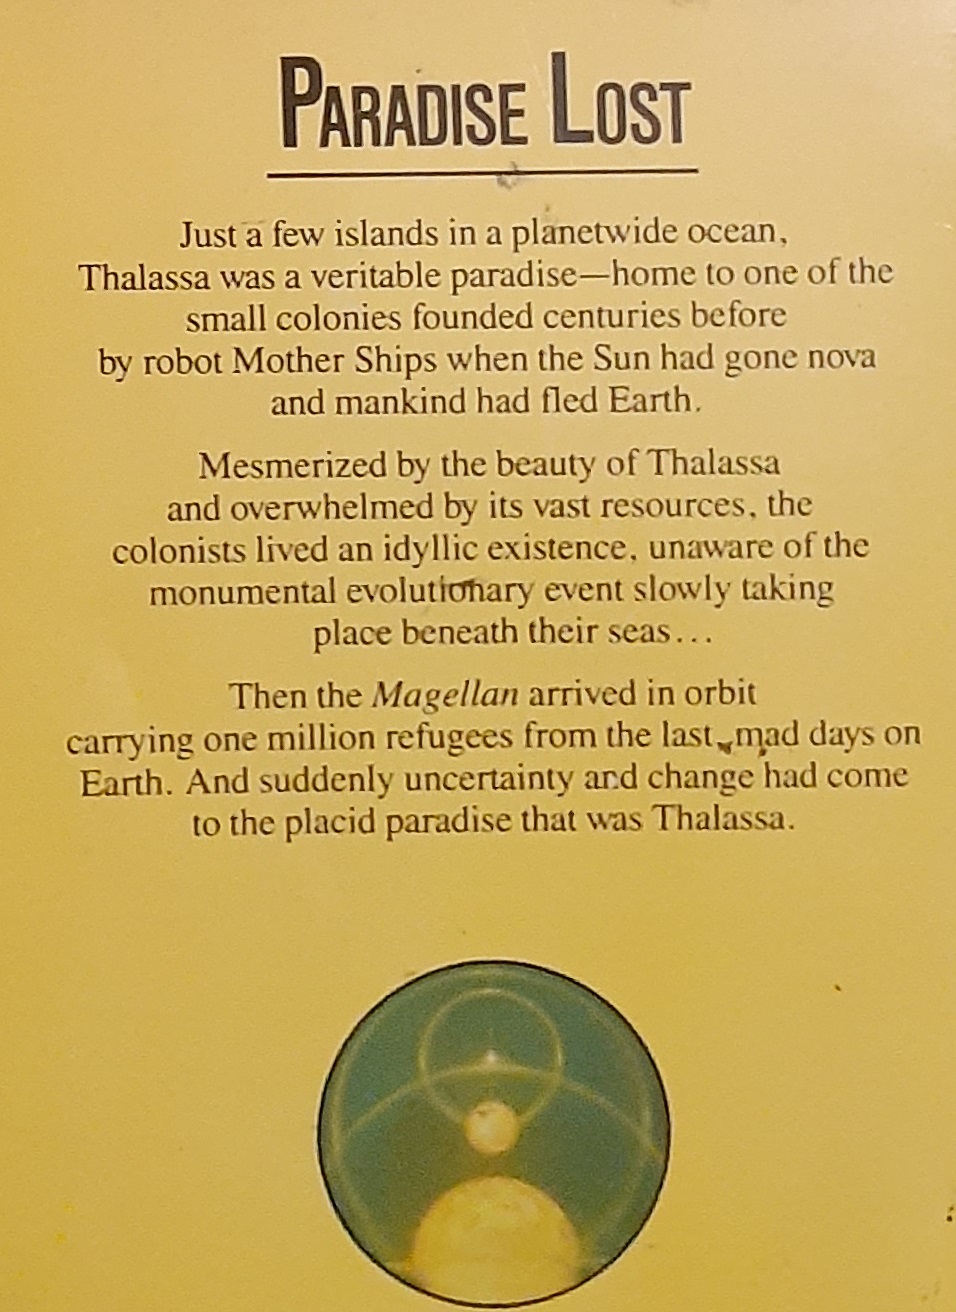 PARADISE LOST
Just a few islands in a planetwide ocean,
Thalassa was a veritable paradise—home to one of the
small colonies founded centuries before
by robot Mother Ships when the Sun had gone nova
and mankind had fled Earth.
Mesmerized by the beauty of Thalassa
and overwhelmed by its vast resources, the
colonists lived an idyllic existence, unaware of the
monumental evolutionary event slowly taking
place beneath their seas...
Then the Magellan arrived in orbit
carrying one million refugees from the last, mad days on
Earth. And suddenly uncertainty and change had come
to the placid paradise that was Thalassa.